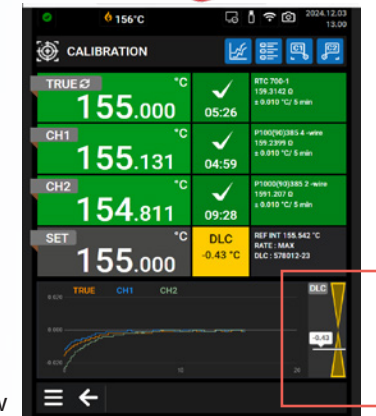 156°C
2024.12.03
13.00
CALIBRATION
TRUE °C
155.000
05:26
RTC 700-1
159.3142 Ω
± 0.010 °C/ 5 min
CH1 °C
155.131
04:59
P100(90)385 4-wire
159.2399 Ω
± 0.010 °C/ 5 min
CH2 °C
154.811
09:28
P1000(90)385 2-wire
1591.207 Ω
± 0.010 °C/ 5 min
SET °C
155.000
DLC
-0.43 °C
REF INT 155.542 °C
RATE : MAX
DLC : 578012-23
TRUE CH1 CH2
DLC
0.000
-0.43
10